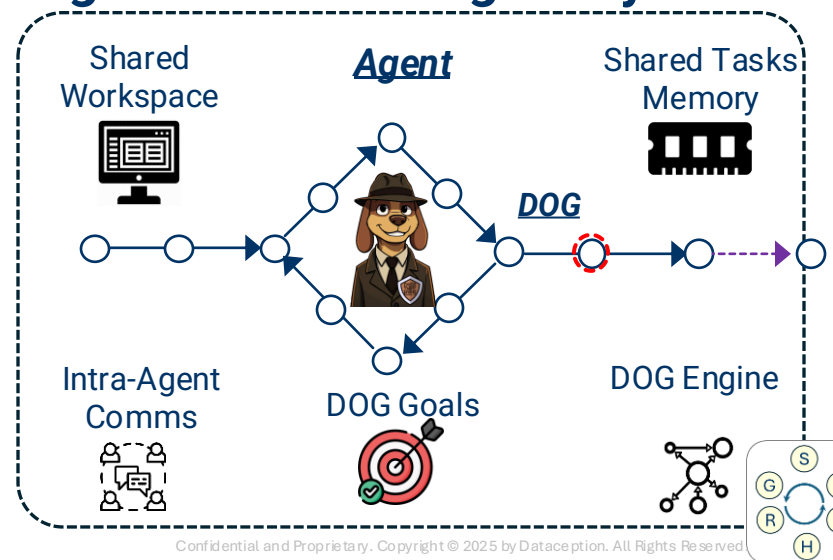 Shared
Workspace
Agent
Shared Tasks
Memory
DOG
Intra-Agent
Comms
DOG Goals
DOG Engine
S
G
R
H
Confidential and Proprietary. Copyright © 2025 by Dataception. All Rights Reserved